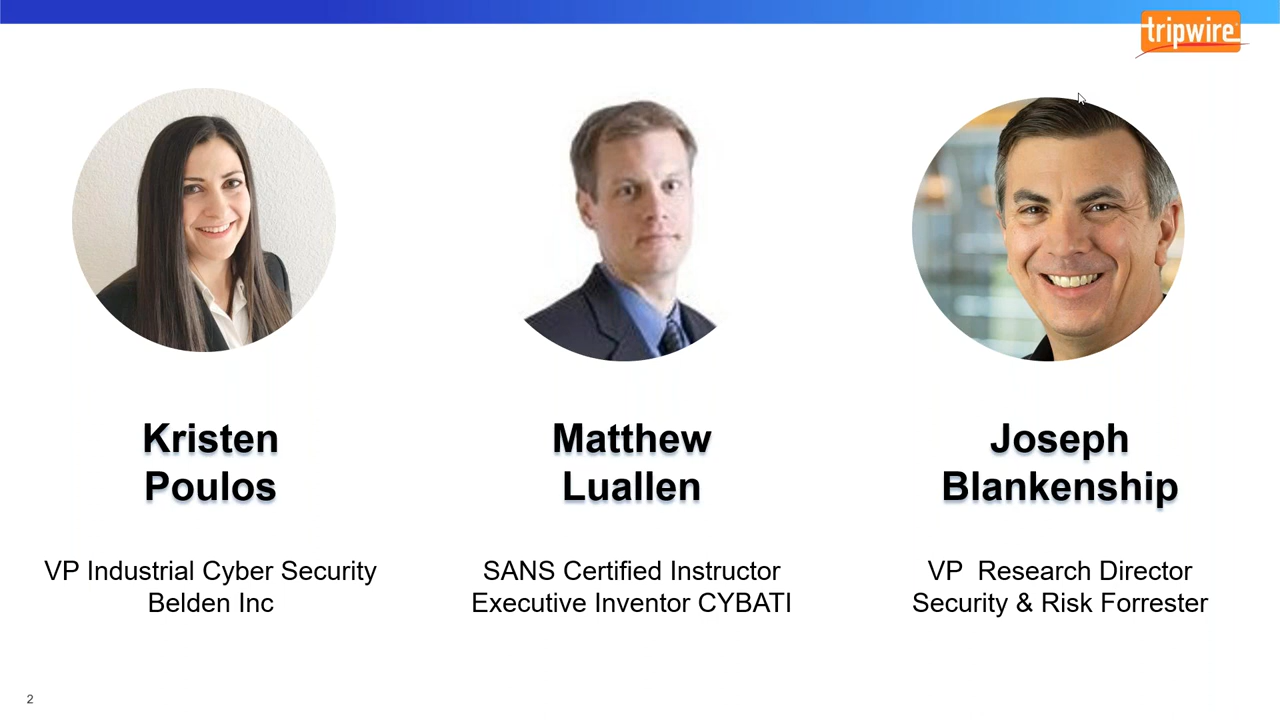 tripwire
Kristen
Poulos
VP Industrial Cyber Security
Belden Inc
Matthew
Luallen
SANS Certified Instructor
Executive Inventor CYBATI
Joseph
Blankenship
VP  Research Director
Security & Risk Forrester
2